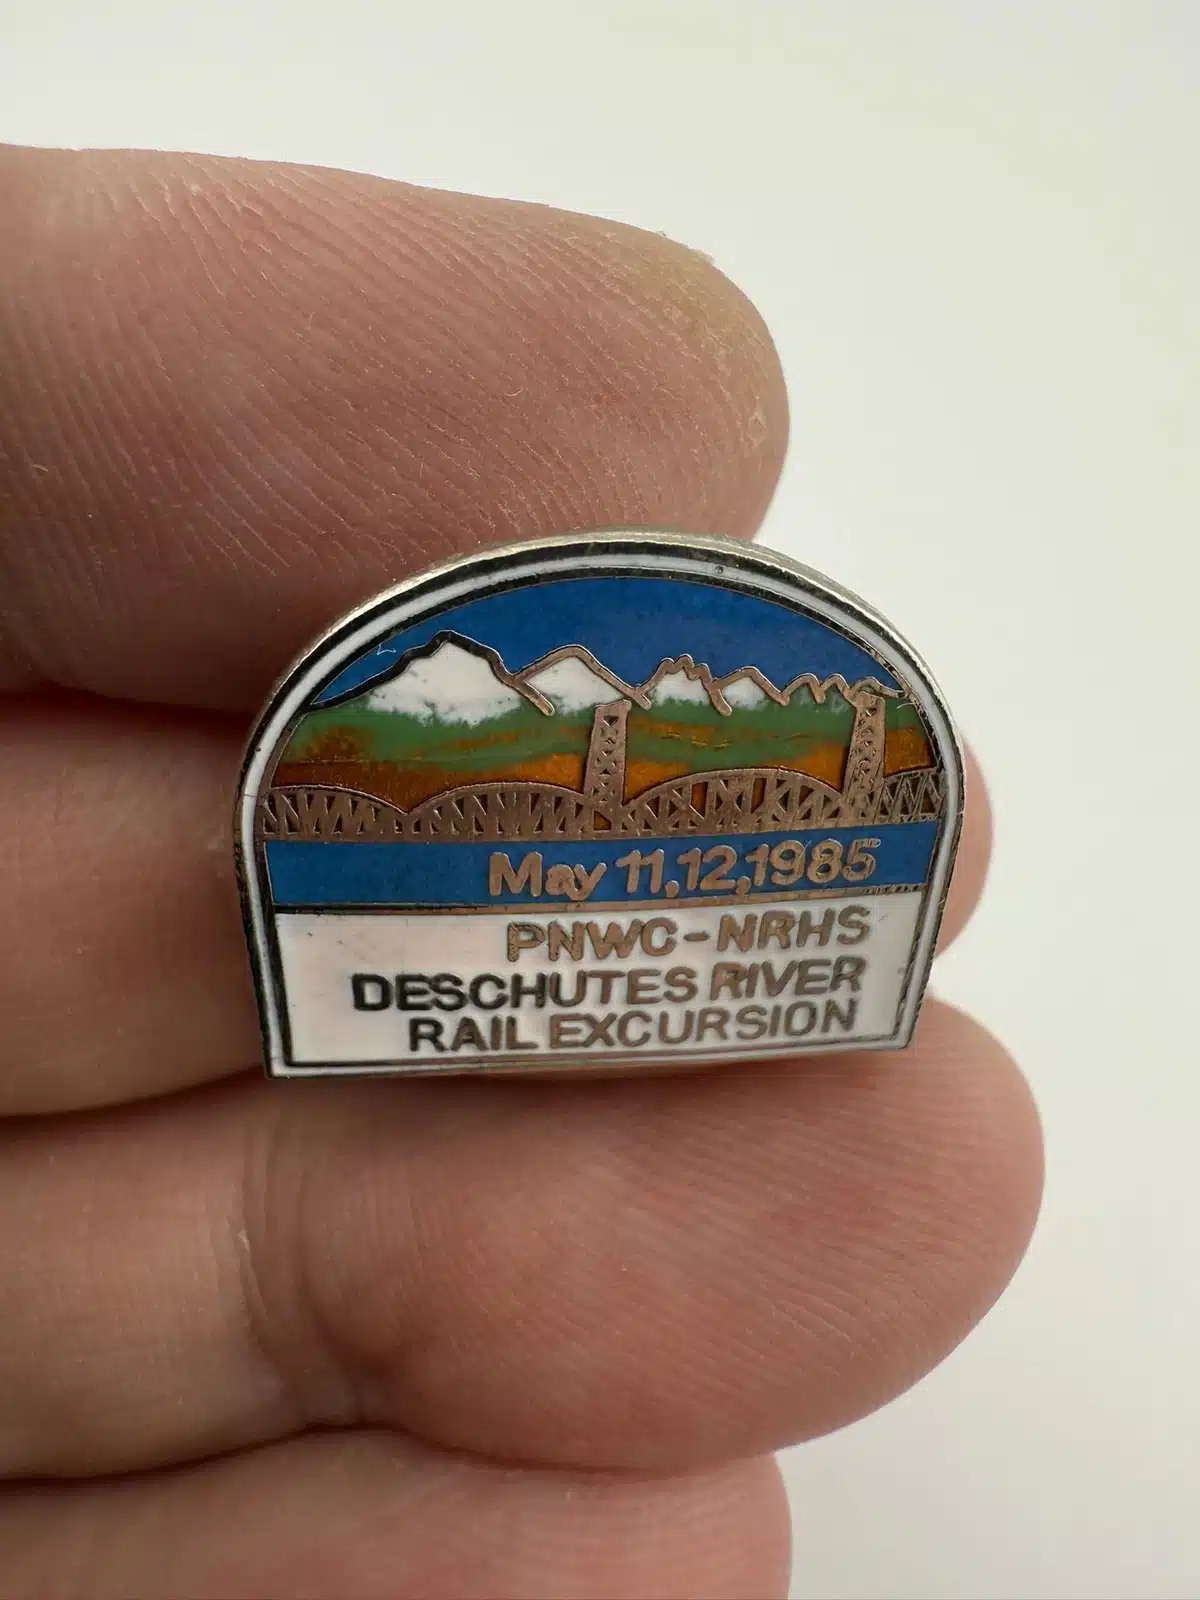 May 11,12,1985
PNWC-NRHS
DESCHUTES RIVER
RAIL EXCURSION